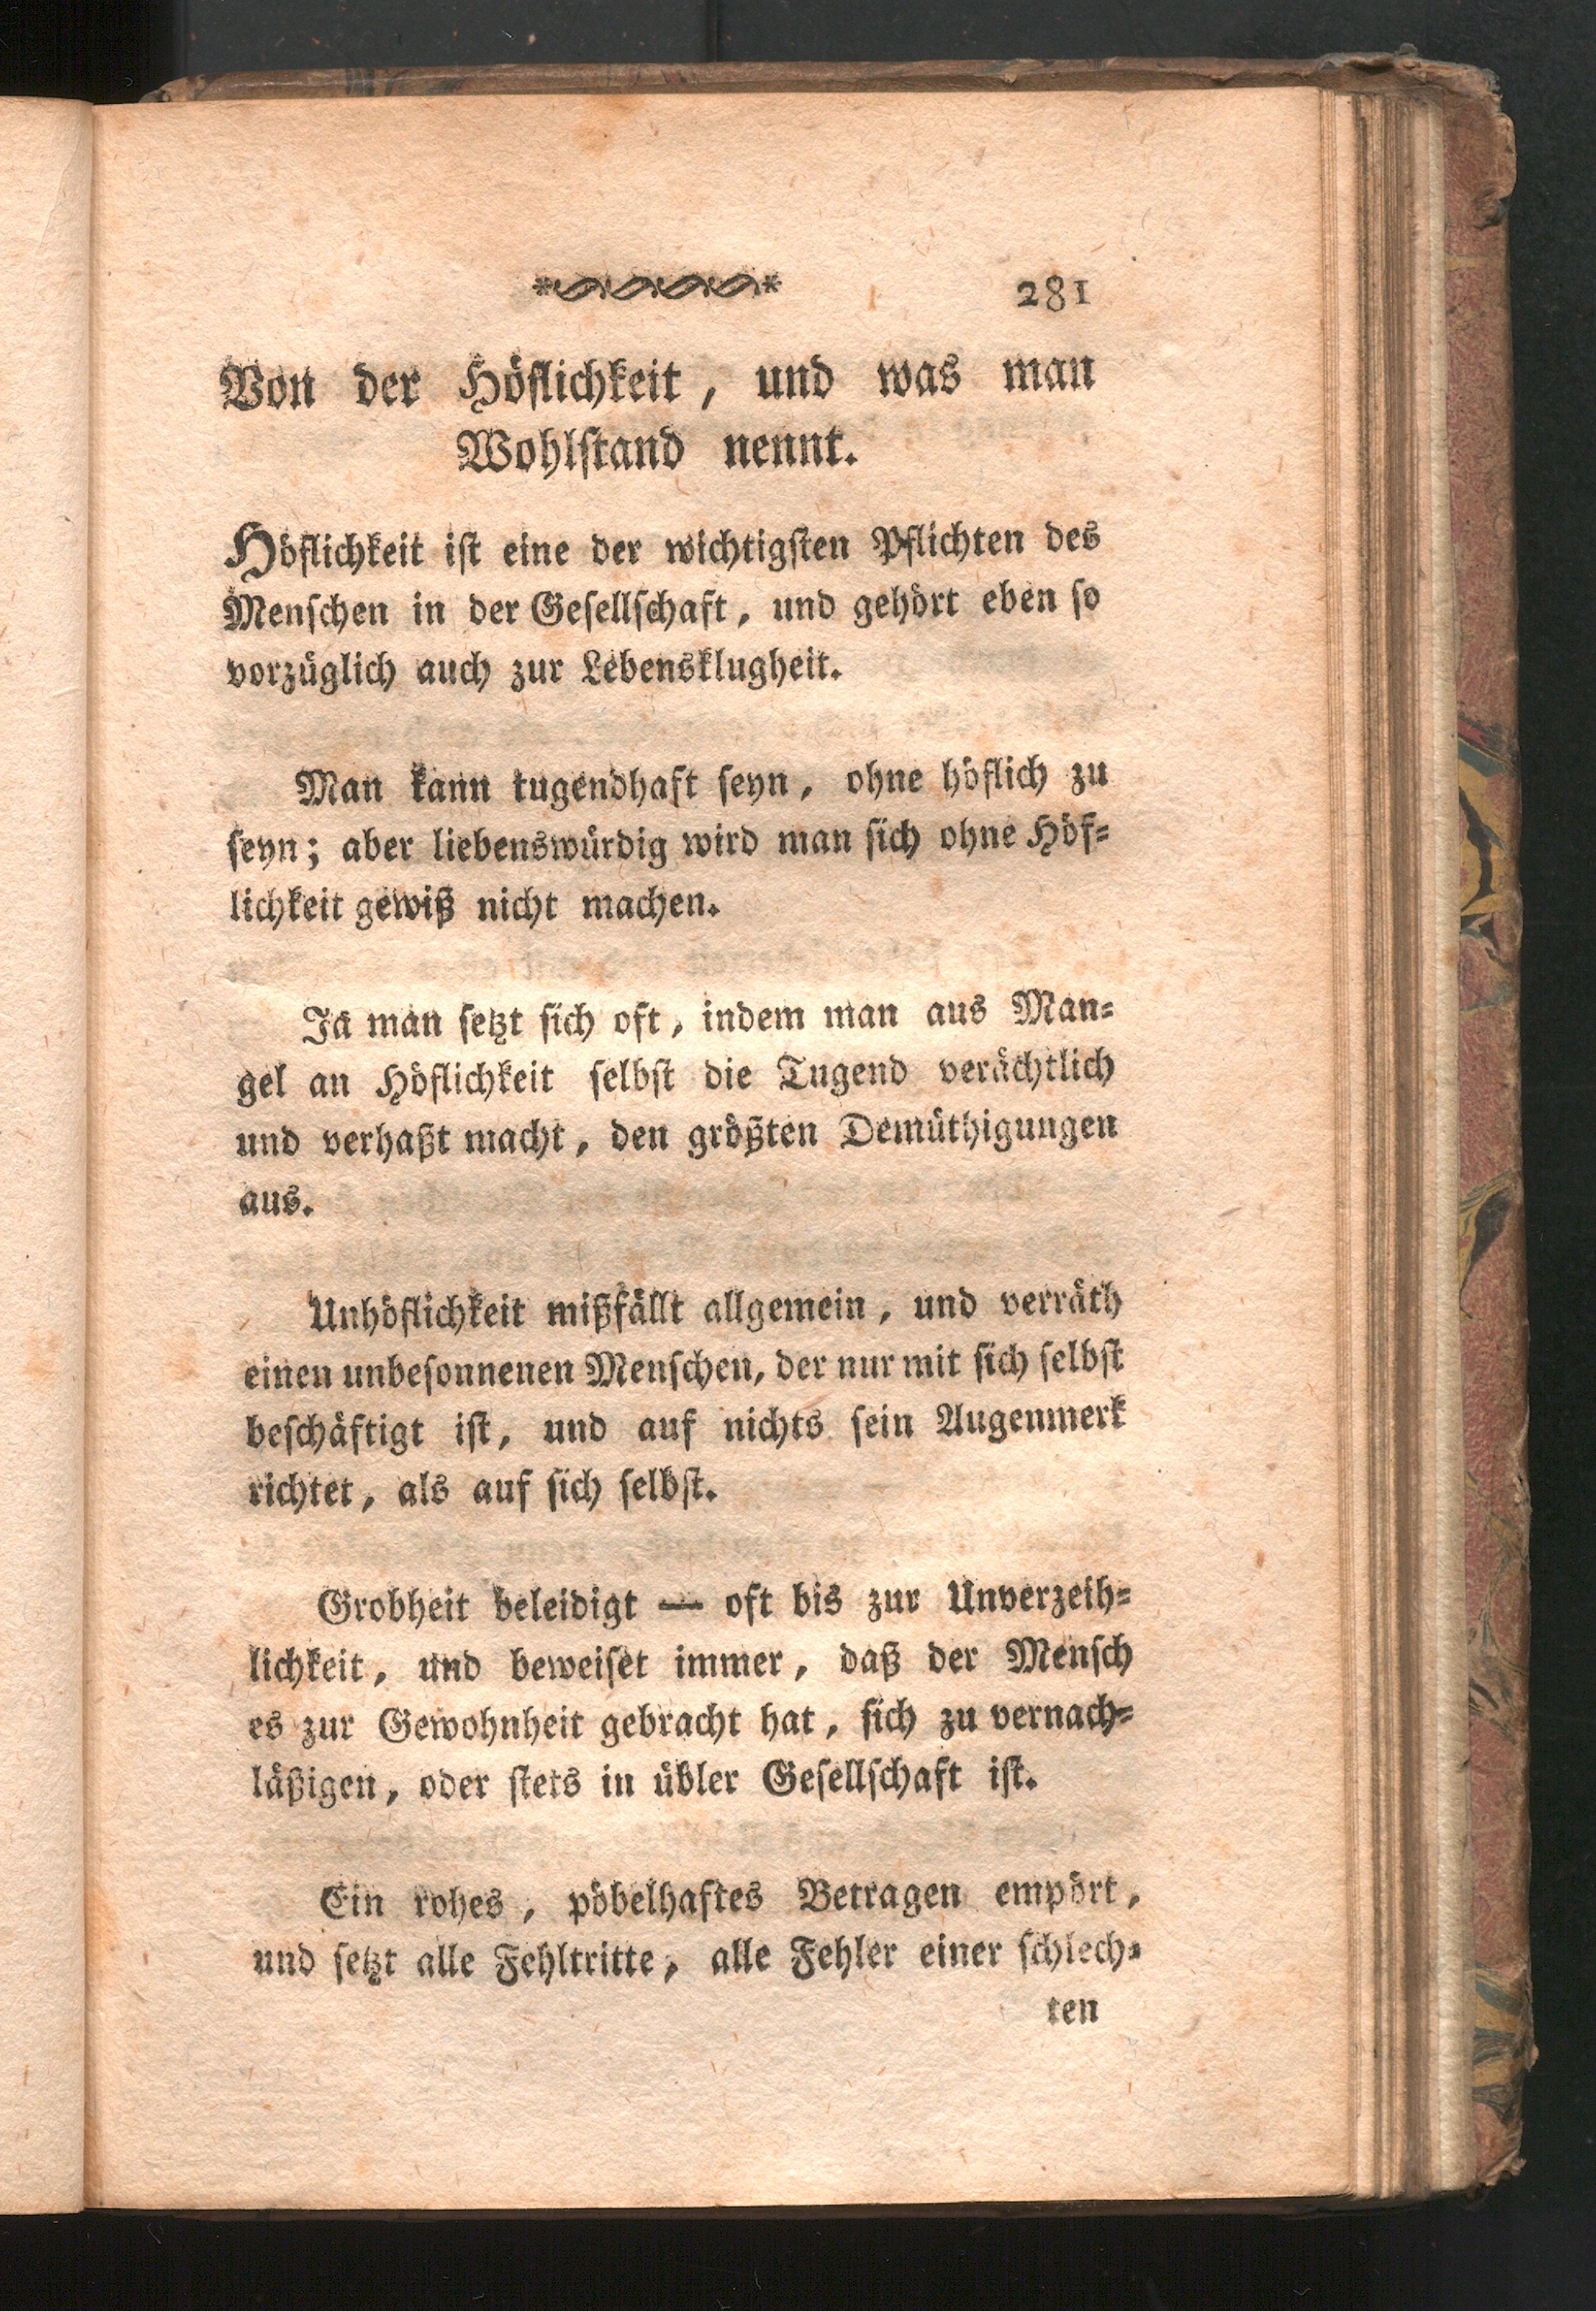 281
Von der Höflichkeit, und was man
Wohlstand nennt.
Höflichkeit ist eine der wichtigsten Pflichten des
Menschen in der Gesellschaft, und gehört eben so
vorzüglich auch zur Lebensklugheit.
Man kann tugendhaft seyn, ohne höflich zu
seyn; aber liebenswürdig wird man sich ohne Höf-
lichkeit gewiß nicht machen.
Ja man setzt sich oft, indem man aus Man-
gel an Höflichkeit selbst die Tugend verächtlich
und verhaßt macht, den größten Demüthigungen
aus.
Unhöflichkeit mißfällt allgemein, und verräth
einen unbesonnenen Menschen, der nur mit sich selbst
beschäftigt ist, und auf nichts sein Augenmerk
richtet, als auf sich selbst.
Grobheit beleidigt — oft bis zur Unverzeih-
lichkeit, und beweiset immer, daß der Mensch
es zur Gewohnheit gebracht hat, sich zu vernach-
läßigen, oder stets in übler Gesellschaft ist.
Ein rohes, pöbelhaftes Betragen empört,
und setzt alle Fehltritte, alle Fehler einer schlech-
ten